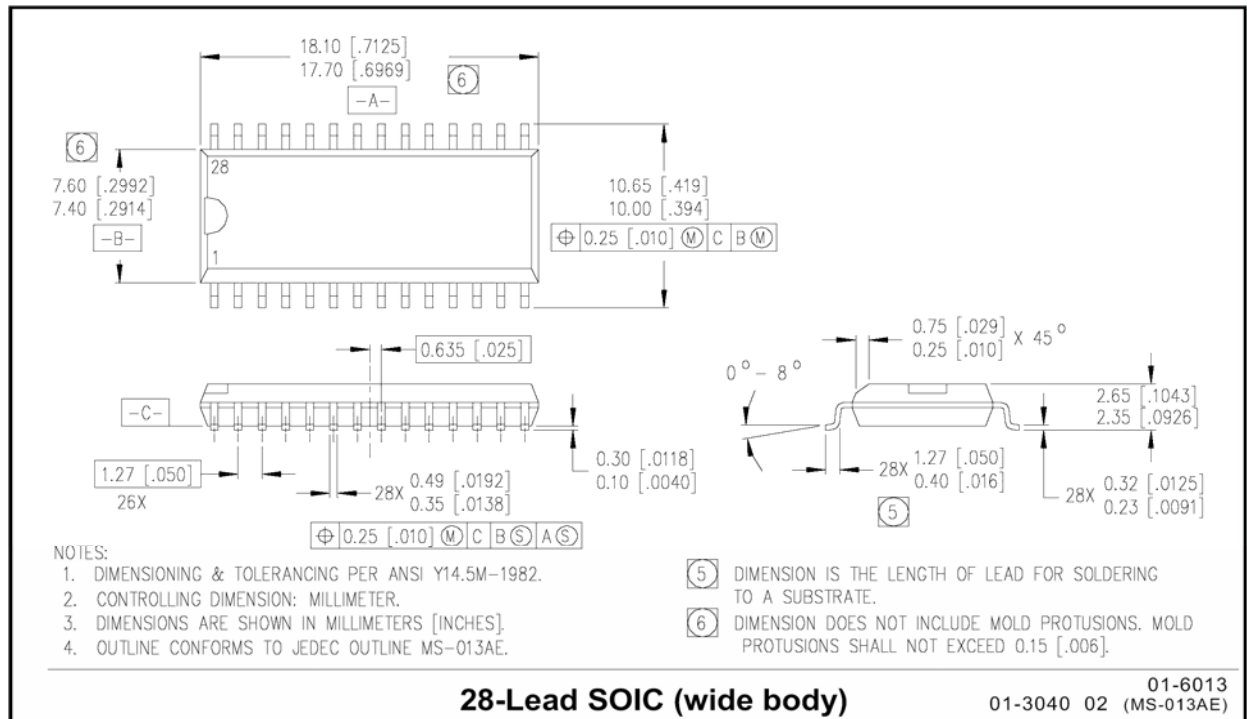 18.10 [.7125]
17.70 [.6969]
6
-A-
6
28
7.60 [.2992]
7.40 [.2914]
10.65 [.419]
10.00 [.394]
-B-
⌖ 0.25 [.010] Ⓜ C B Ⓜ
1
0.635 [.025]
0.75 [.029]
0.25 [.010] X 45°
0° - 8°
-C-
2.65 [.1043]
2.35 [.0926]
1.27 [.050]
26X
28X 0.49 [.0192]
0.35 [.0138]
0.30 [.0118]
0.10 [.0040]
28X 1.27 [.050]
0.40 [.016]
5
28X 0.32 [.0125]
0.23 [.0091]
⌖ 0.25 [.010] Ⓜ C B Ⓢ A Ⓢ
NOTES:
1. DIMENSIONING & TOLERANCING PER ANSI Y14.5M-1982.
2. CONTROLLING DIMENSION: MILLIMETER.
3. DIMENSIONS ARE SHOWN IN MILLIMETERS [INCHES].
4. OUTLINE CONFORMS TO JEDEC OUTLINE MS-013AE.
5 DIMENSION IS THE LENGTH OF LEAD FOR SOLDERING
TO A SUBSTRATE.
6 DIMENSION DOES NOT INCLUDE MOLD PROTUSIONS. MOLD
PROTUSIONS SHALL NOT EXCEED 0.15 [.006].
28-Lead SOIC (wide body)
01-6013
01-3040 02 (MS-013AE)